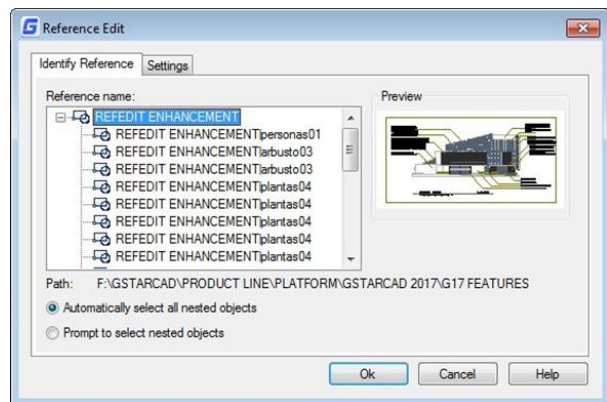 Reference Edit
Identify Reference Settings
Reference name:
Preview
REFEDIT ENHANCEMENT
REFEDIT ENHANCEMENT|personas01
REFEDIT ENHANCEMENT|arbusto03
REFEDIT ENHANCEMENT|arbusto03
REFEDIT ENHANCEMENT|plantas04
REFEDIT ENHANCEMENT|plantas04
REFEDIT ENHANCEMENT|plantas04
REFEDIT ENHANCEMENT|plantas04
REFEDIT ENHANCEMENT|plantas04
Path: F:\GSTARCAD\PRODUCT LINE\PLATFORM\GSTARCAD 2017\G17 FEATURES
Automatically select all nested objects
Prompt to select nested objects
Ok Cancel Help